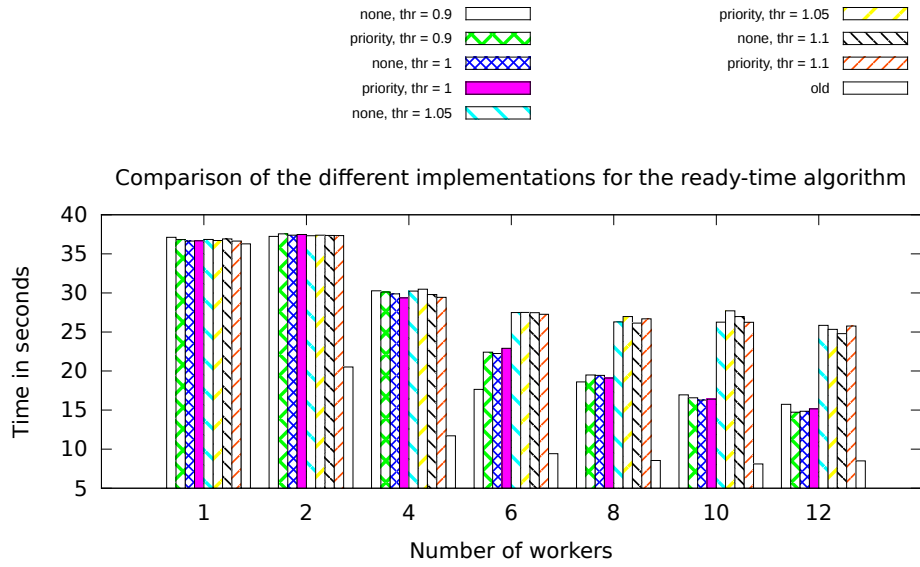 none, thr = 0.9
priority, thr = 0.9
none, thr = 1
priority, thr = 1
none, thr = 1.05
priority, thr = 1.05
none, thr = 1.1
priority, thr = 1.1
old
Comparison of the different implementations for the ready-time algorithm
Time in seconds
40
35
30
25
20
15
10
5
1 2 4 6 8 10 12
Number of workers